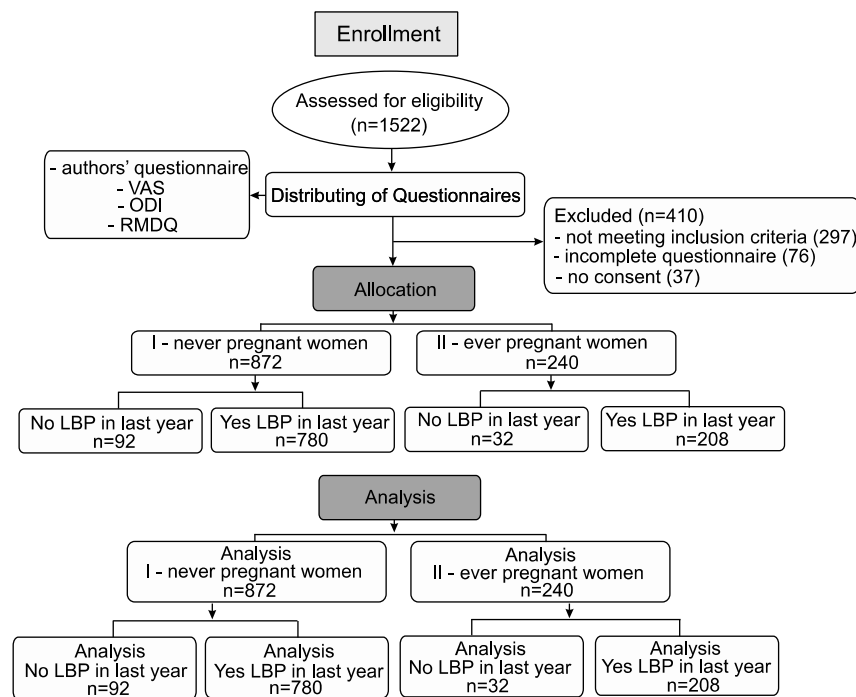 Enrollment
Assessed for eligibility
(n=1522)
- authors' questionnaire
- VAS
- ODI
- RMDQ
Distributing of Questionnaires
Excluded (n=410)
- not meeting inclusion criteria (297)
- incomplete questionnaire (76)
- no consent (37)
Allocation
I - never pregnant women
n=872
II - ever pregnant women
n=240
No LBP in last year
n=92
Yes LBP in last year
n=780
No LBP in last year
n=32
Yes LBP in last year
n=208
Analysis
Analysis
I - never pregnant women
n=872
Analysis
II - ever pregnant women
n=240
Analysis
No LBP in last year
n=92
Analysis
Yes LBP in last year
n=780
Analysis
No LBP in last year
n=32
Analysis
Yes LBP in last year
n=208